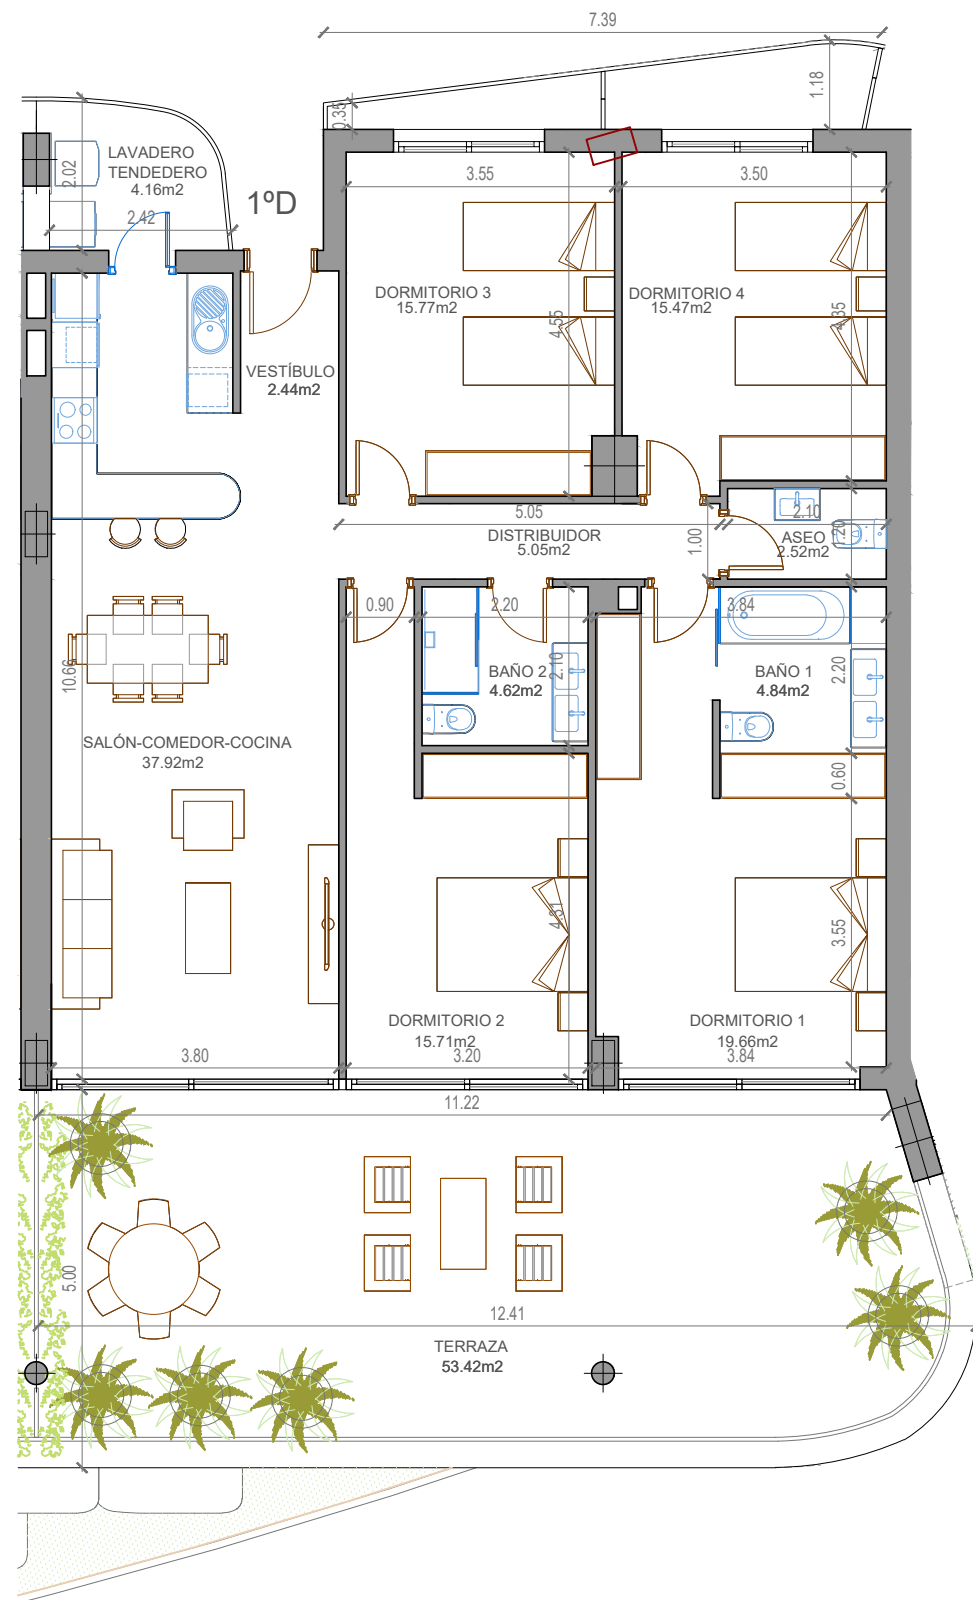 7.39
1.18
0.35
LAVADERO
TENDEDERO
4.16m2
2.02
2.42
1ºD
3.55
3.50
DORMITORIO 3
15.77m2
DORMITORIO 4
15.47m2
4.55
4.35
VESTÍBULO
2.44m2
5.05
DISTRIBUIDOR
5.05m2
1.00
2.10
ASEO
2.52m2
1.20
0.90
2.20
3.84
10.66
BAÑO 2
4.62m2
2.10
BAÑO 1
4.84m2
2.20
SALÓN-COMEDOR-COCINA
37.92m2
0.60
4.31
3.55
DORMITORIO 2
15.71m2
DORMITORIO 1
19.66m2
3.80
3.20
3.84
11.22
5.00
12.41
TERRAZA
53.42m2